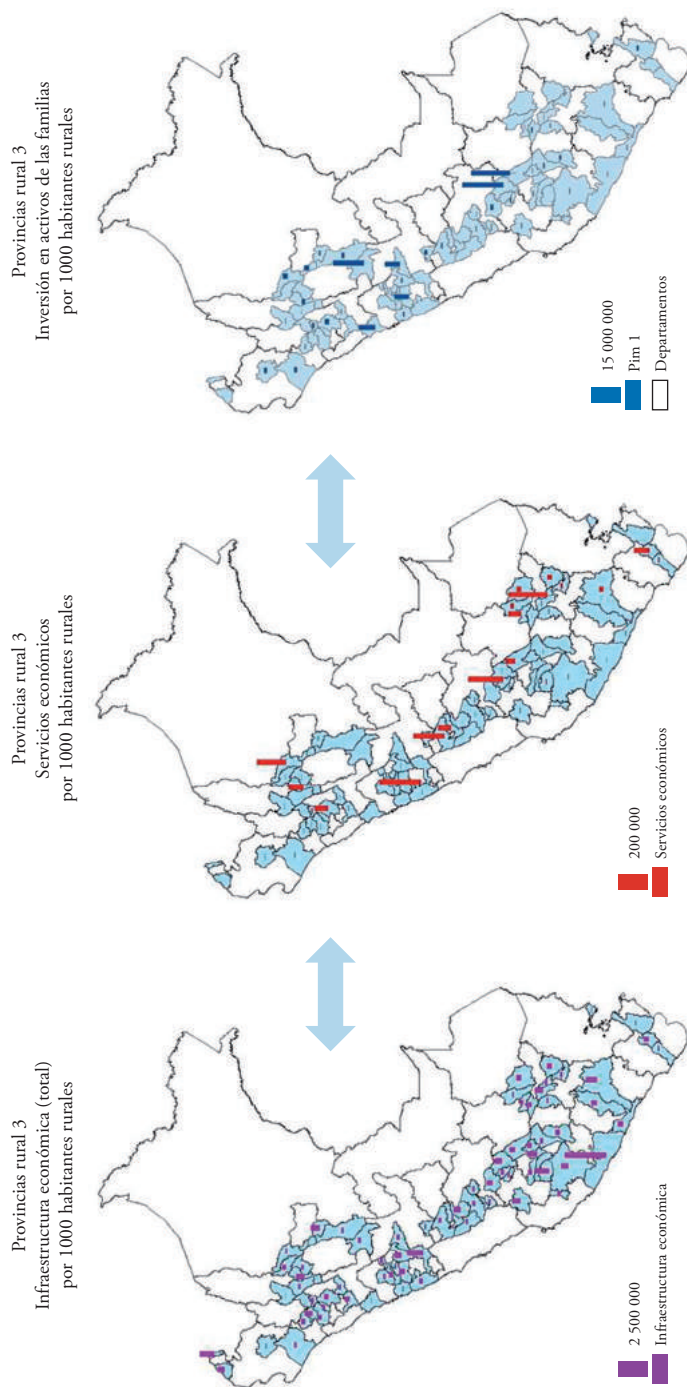 Provincias rural 3
Infraestructura económica (total)
por 1000 habitantes rurales
2 500 000
Infraestructura económica
Provincias rural 3
Servicios económicos
por 1000 habitantes rurales
200 000
Servicios económicos
Provincias rural 3
Inversión en activos de las familias
por 1000 habitantes rurales
15 000 000
Pim 1
Departamentos